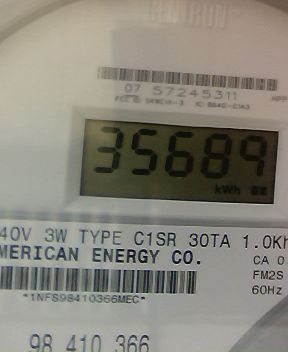 CENTRON®
07 57245311
35689
kWh
40V 3W TYPE C1SR 30TA 1.0Kh
MERICAN ENERGY CO.
CA 0
FM2S
60Hz
*1NFS98410366MEC*
98 410 366